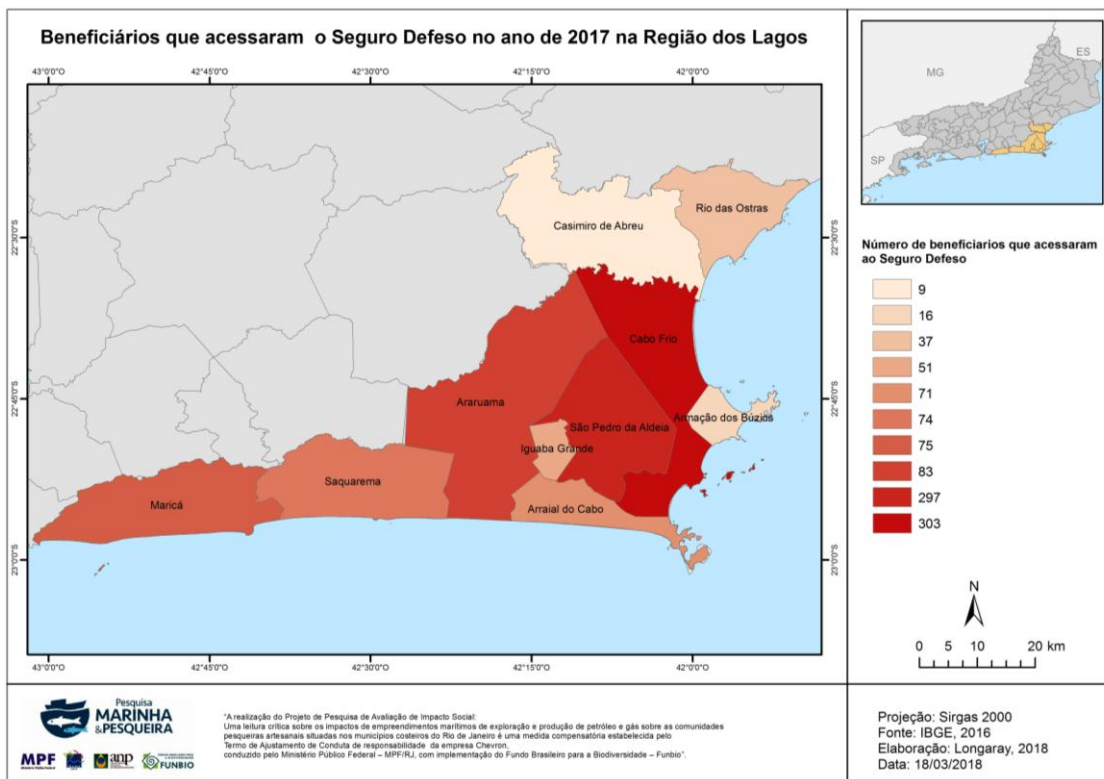 Beneficiários que acessaram o Seguro Defeso no ano de 2017 na Região dos Lagos
43°0'0"O
42°45'0"O
42°30'0"O
42°15'0"O
42°0'0"O
22°30'0"S
22°45'0"S
23°0'0"S
22°30'0"S
22°45'0"S
23°0'0"S
Rio das Ostras
Casimiro de Abreu
Cabo Frio
Araruama
Armação dos Búzios
São Pedro da Aldeia
Iguaba Grande
Saquarema
Maricá
Arraial do Cabo
43°0'0"O
42°45'0"O
42°30'0"O
42°15'0"O
42°0'0"O
ES
MG
SP
Número de beneficiarios que acessaram
ao Seguro Defeso
9
16
37
51
71
74
75
83
297
303
N
0 5 10 20 km
Pesquisa
MARINHA
&PESQUEIRA
MPF
anp
FUNBIO
"A realização do Projeto de Pesquisa de Avaliação de Impacto Social:
Uma leitura crítica sobre os impactos de empreendimentos marítimos de exploração e produção de petróleo e gás sobre as comunidades
pesqueiras artesanais situadas nos municípios costeiros do Rio de Janeiro é uma medida compensatória estabelecida pelo
Termo de Ajustamento de Conduta de responsabilidade da empresa Chevron,
conduzido pelo Ministério Público Federal – MPF/RJ, com implementação do Fundo Brasileiro para a Biodiversidade – Funbio".
Projeção: Sirgas 2000
Fonte: IBGE, 2016
Elaboração: Longaray, 2018
Data: 18/03/2018